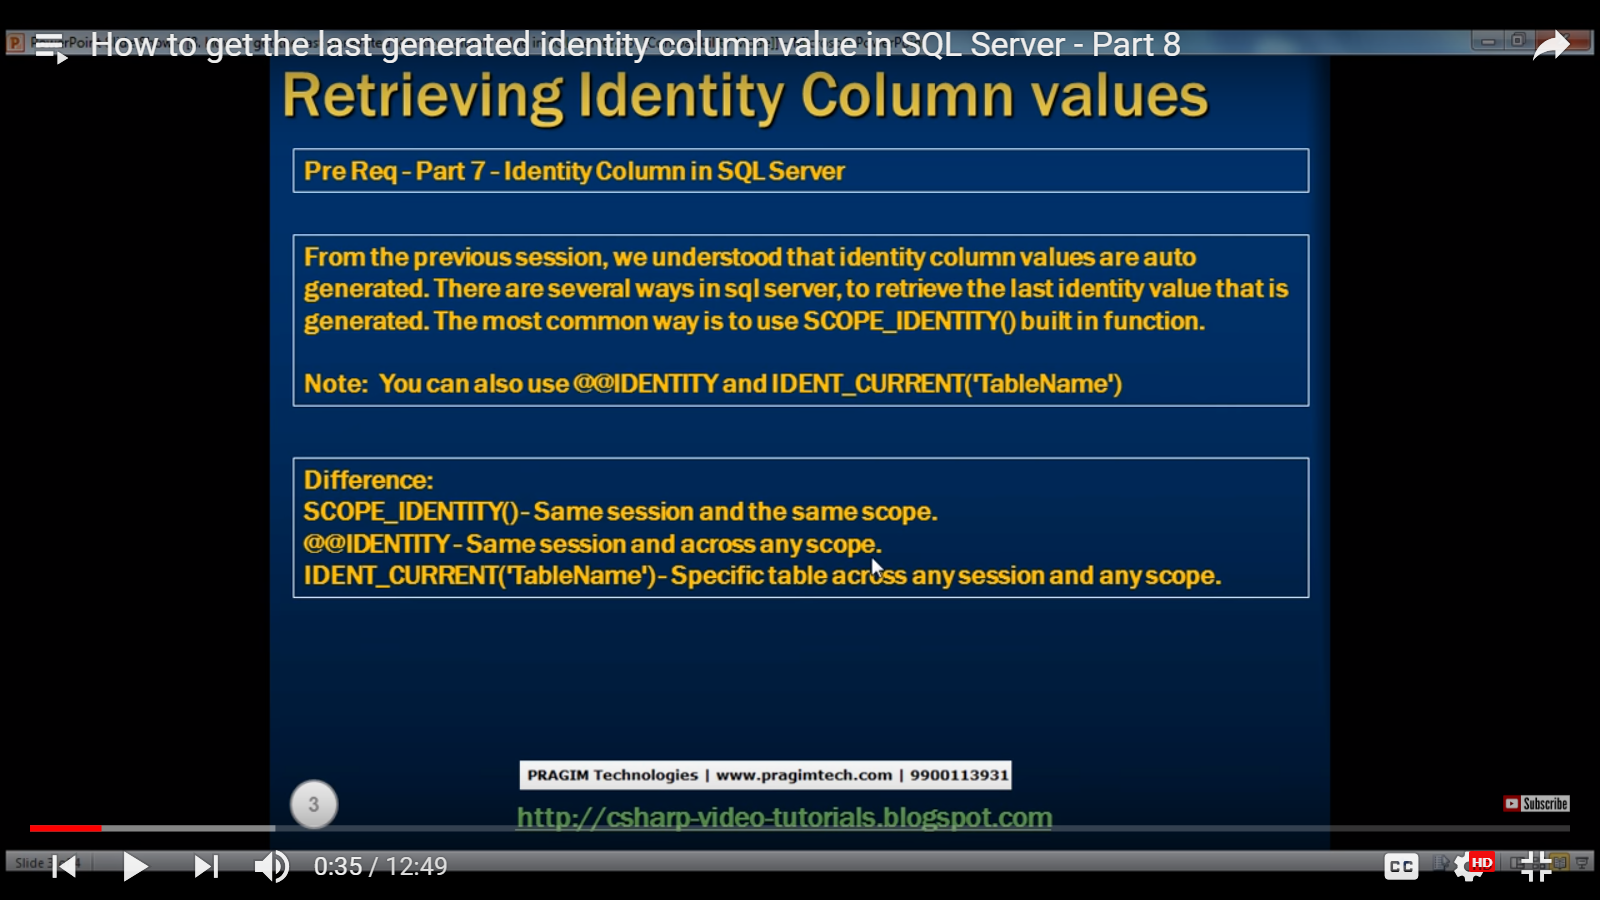 How to get the last generated identity column value in SQL Server - Part 8
Retrieving Identity Column values
Pre Req - Part 7 - Identity Column in SQL Server
From the previous session, we understood that identity column values are auto
generated. There are several ways in sql server, to retrieve the last identity value that is
generated. The most common way is to use SCOPE_IDENTITY() built in function.
Note: You can also use @@IDENTITY and IDENT_CURRENT('TableName')
Difference:
SCOPE_IDENTITY() - Same session and the same scope.
@@IDENTITY - Same session and across any scope.
IDENT_CURRENT('TableName') - Specific table across any session and any scope.
PRAGIM Technologies | www.pragimtech.com | 9900113931
3
http://csharp-video-tutorials.blogspot.com
Subscribe
Slide
0:35 / 12:49
CC
HD